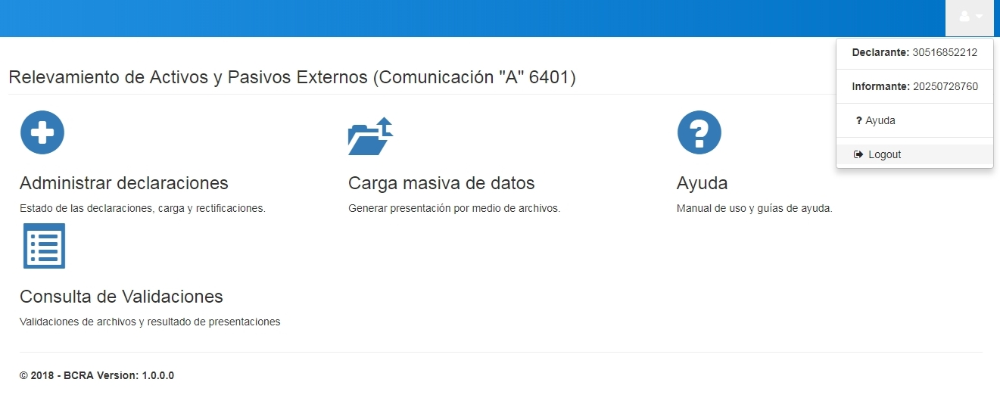 Declarante: 30516852212
Informante: 20250728760
? Ayuda
Logout
Relevamiento de Activos y Pasivos Externos (Comunicación "A" 6401)
Administrar declaraciones
Estado de las declaraciones, carga y rectificaciones.
Carga masiva de datos
Generar presentación por medio de archivos.
?
Ayuda
Manual de uso y guías de ayuda.
Consulta de Validaciones
Validaciones de archivos y resultado de presentaciones
© 2018 - BCRA Version: 1.0.0.0